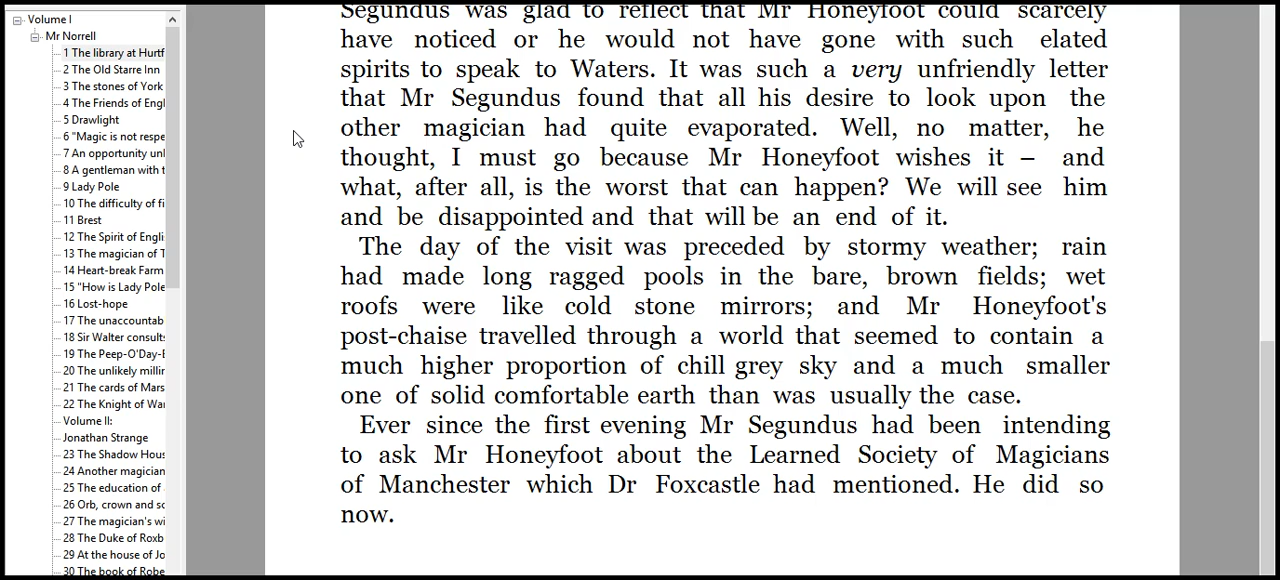 Volume I
Mr Norrell
1 The library at Hurtf
2 The Old Starre Inn
3 The stones of York
4 The Friends of Engl
5 Drawlight
6 "Magic is not respe
7 An opportunity unl
8 A gentleman with t
9 Lady Pole
10 The difficulty of fi
11 Brest
12 The Spirit of Engli
13 The magician of T
14 Heart-break Farm
15 "How is Lady Pole
16 Lost-hope
17 The unaccountab
18 Sir Walter consults
19 The Peep-O'Day-B
20 The unlikely millin
21 The cards of Mars
22 The Knight of Wan
Volume II:
Jonathan Strange
23 The Shadow Hous
24 Another magician
25 The education of
26 Orb, crown and sc
27 The magician's wi
28 The Duke of Roxb
29 At the house of Jo
30 The book of Robe
Segundus was glad to reflect that Mr Honeyfoot could scarcely
have noticed or he would not have gone with such elated
spirits to speak to Waters. It was such a very unfriendly letter
that Mr Segundus found that all his desire to look upon the
other magician had quite evaporated. Well, no matter, he
thought, I must go because Mr Honeyfoot wishes it – and
what, after all, is the worst that can happen? We will see him
and be disappointed and that will be an end of it.
The day of the visit was preceded by stormy weather; rain
had made long ragged pools in the bare, brown fields; wet
roofs were like cold stone mirrors; and Mr Honeyfoot's
post-chaise travelled through a world that seemed to contain a
much higher proportion of chill grey sky and a much smaller
one of solid comfortable earth than was usually the case.
Ever since the first evening Mr Segundus had been intending
to ask Mr Honeyfoot about the Learned Society of Magicians
of Manchester which Dr Foxcastle had mentioned. He did so
now.